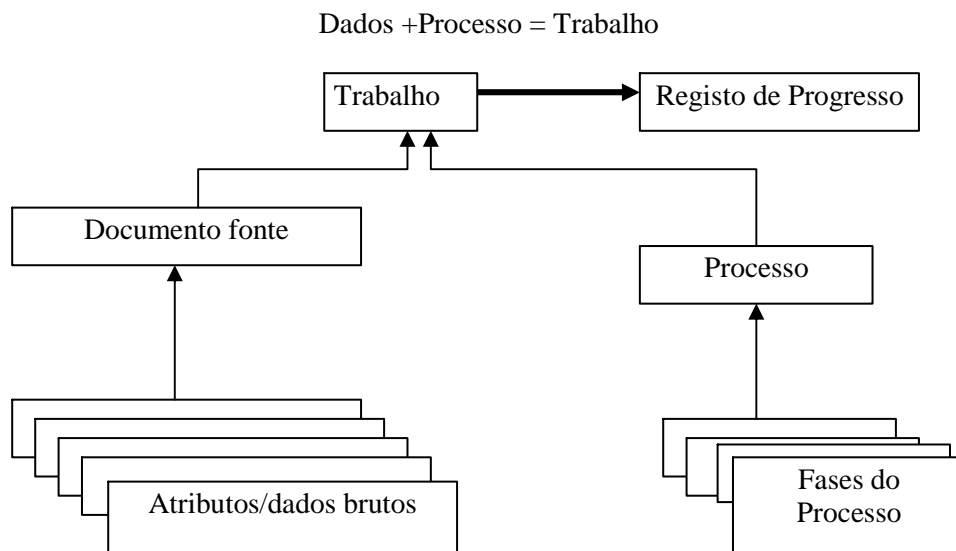 Dados +Processo = Trabalho
Trabalho
Registo de Progresso
Documento fonte
Processo
Atributos/dados brutos
Fases do
Processo